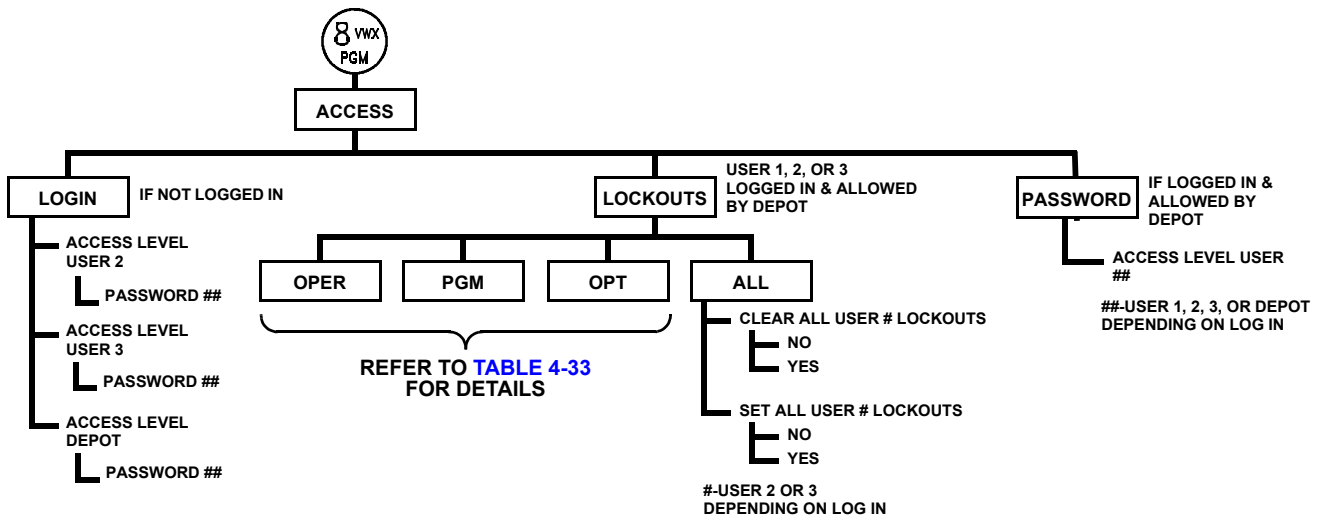 8 VWX
PGM
ACCESS
LOGIN
IF NOT LOGGED IN
ACCESS LEVEL
USER 2
PASSWORD ##
ACCESS LEVEL
USER 3
PASSWORD ##
ACCESS LEVEL
DEPOT
PASSWORD ##
LOCKOUTS
USER 1, 2, OR 3
LOGGED IN & ALLOWED
BY DEPOT
OPER
PGM
OPT
ALL
REFER TO TABLE 4-33
FOR DETAILS
CLEAR ALL USER # LOCKOUTS
NO
YES
SET ALL USER # LOCKOUTS
NO
YES
#-USER 2 OR 3
DEPENDING ON LOG IN
PASSWORD
IF LOGGED IN &
ALLOWED BY
DEPOT
ACCESS LEVEL USER
##
##-USER 1, 2, 3, OR DEPOT
DEPENDING ON LOG IN